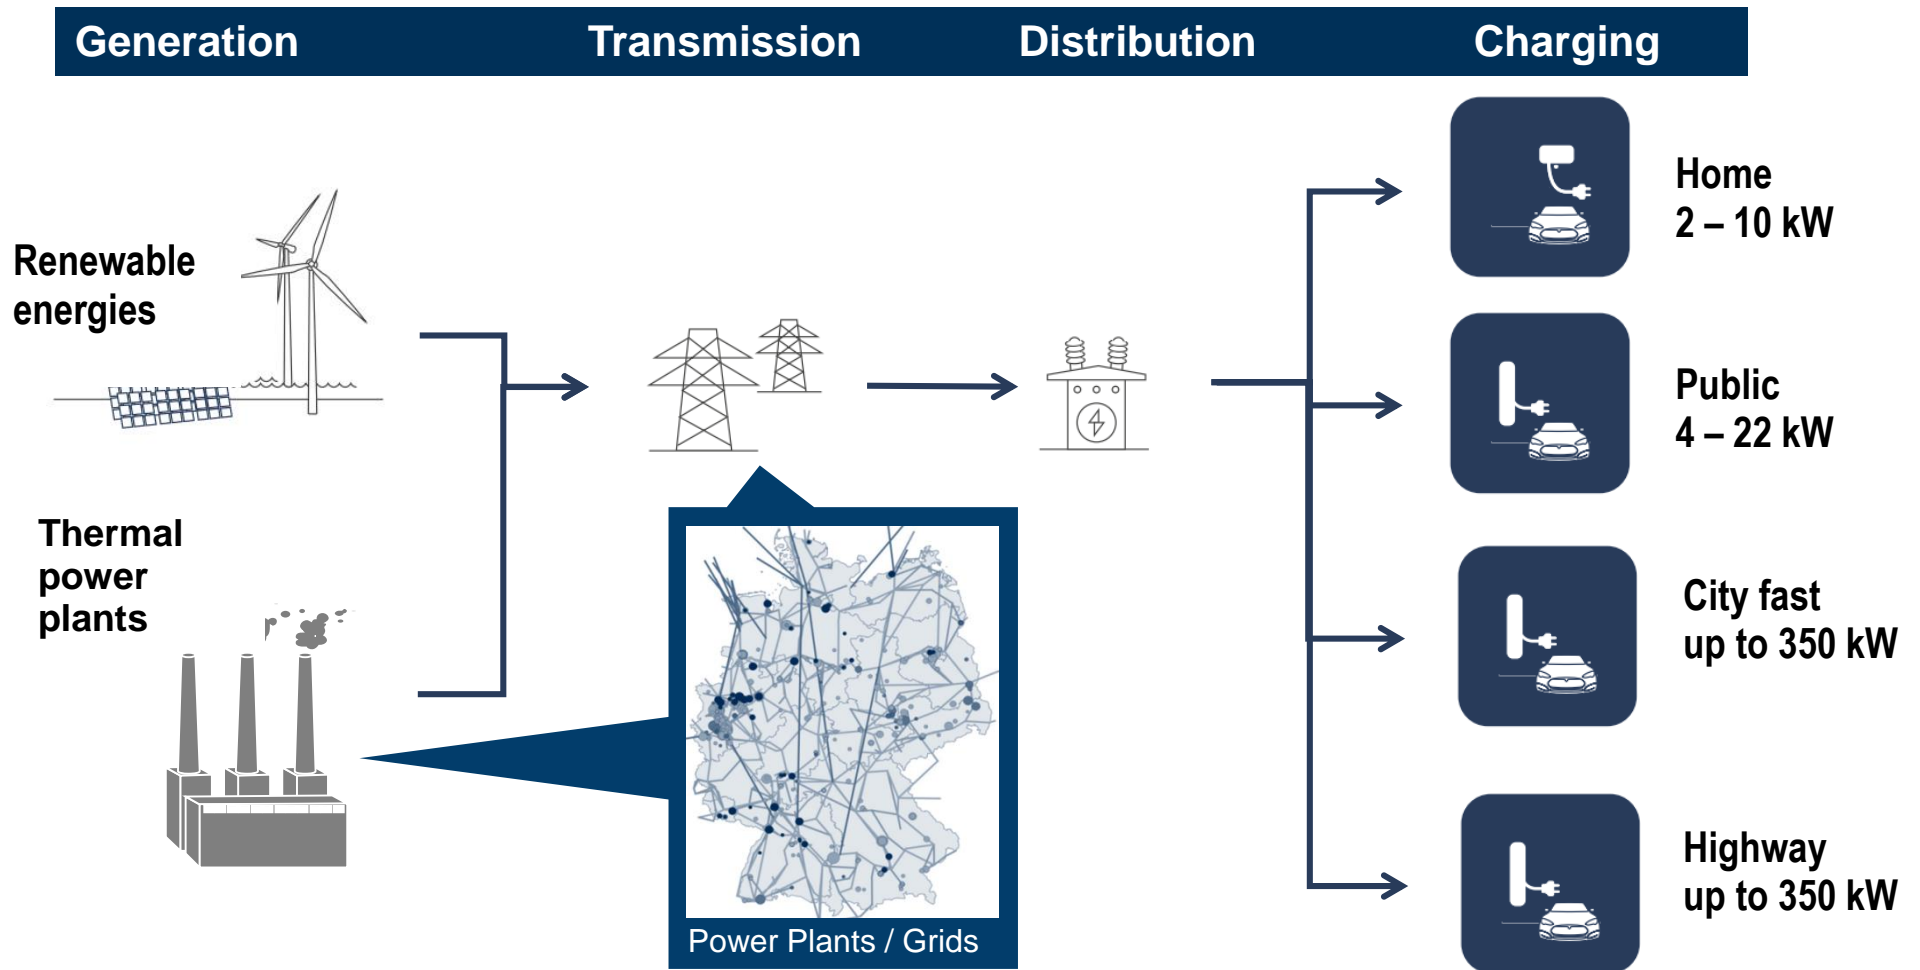 Generation
Transmission
Distribution
Charging
Renewable
energies
Thermal
power
plants
Power Plants / Grids
Home
2 – 10 kW
Public
4 – 22 kW
City fast
up to 350 kW
Highway
up to 350 kW